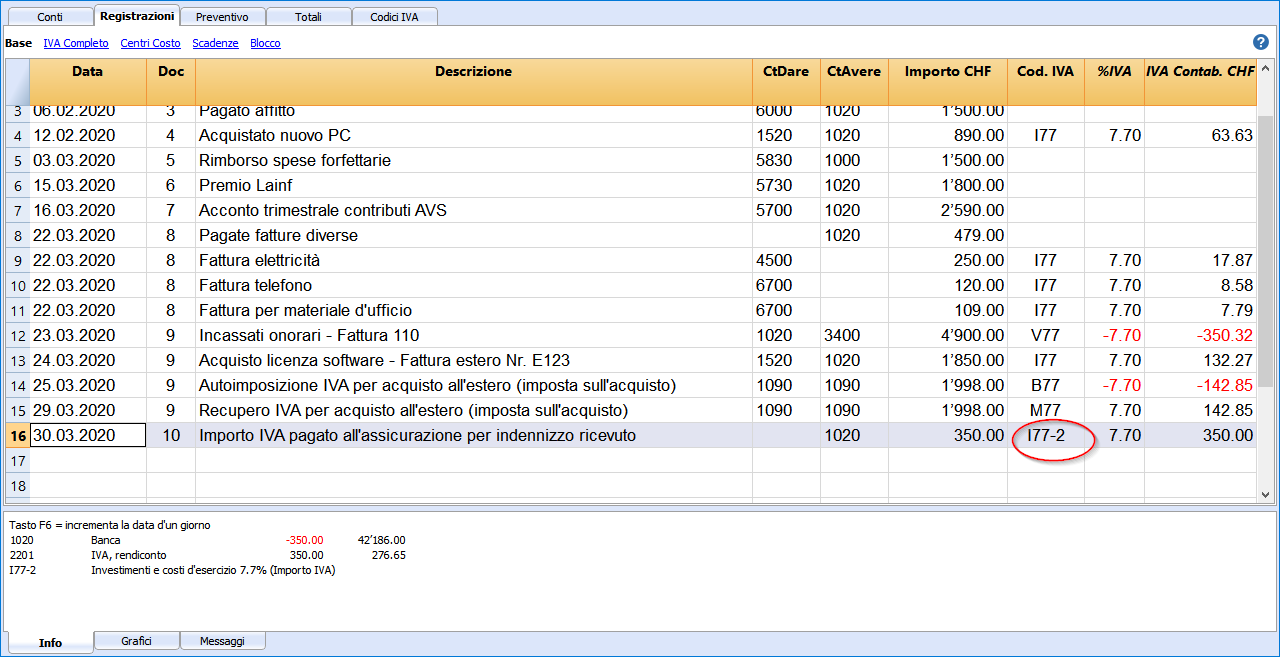 Conti Registrazioni Preventivo Totali Codici IVA
Base IVA Completo Centri Costo Scadenze Blocco ?
Data Doc Descrizione CtDare CtAvere Importo CHF Cod. IVA %IVA IVA Contab. CHF
3 06.02.2020 3 Pagato affitto 6000 1020 1'500.00
4 12.02.2020 4 Acquistato nuovo PC 1520 1020 890.00 I77 7.70 63.63
5 03.03.2020 5 Rimborso spese forfettarie 5830 1000 1'500.00
6 15.03.2020 6 Premio Lainf 5730 1020 1'800.00
7 16.03.2020 7 Acconto trimestrale contributi AVS 5700 1020 2'590.00
8 22.03.2020 8 Pagate fatture diverse 1020 479.00
9 22.03.2020 8 Fattura elettricità 4500 250.00 I77 7.70 17.87
10 22.03.2020 8 Fattura telefono 6700 120.00 I77 7.70 8.58
11 22.03.2020 8 Fattura per materiale d'ufficio 6700 109.00 I77 7.70 7.79
12 23.03.2020 9 Incassati onorari - Fattura 110 1020 3400 4'900.00 V77 -7.70 -350.32
13 24.03.2020 9 Acquisto licenza software - Fattura estero Nr. E123 1520 1020 1'850.00 I77 7.70 132.27
14 25.03.2020 9 Autoimposizione IVA per acquisto all'estero (imposta sull'acquisto) 1090 1090 1'998.00 B77 -7.70 -142.85
15 29.03.2020 9 Recupero IVA per acquisto all'estero (imposta sull'acquisto) 1090 1090 1'998.00 M77 7.70 142.85
16 30.03.2020 10 Importo IVA pagato all'assicurazione per indennizzo ricevuto 1020 350.00 I77-2 7.70 350.00
17
18
Tasto F6 = incrementa la data d'un giorno
1020 Banca -350.00 42'186.00
2201 IVA, rendiconto 350.00 276.65
I77-2 Investimenti e costi d'esercizio 7.7% (Importo IVA)
Info Grafici Messaggi